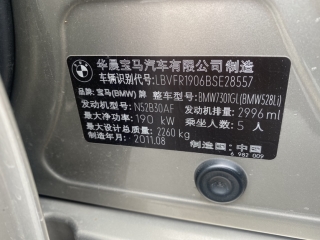 华晨宝马汽车有限公司 制造
车辆识别代号: LBVFR1906BSE28557
品牌: 宝马(BMW) 牌 整车型号: BMW7301GL(BMW528Li)
发动机型号: N52B30AF 发动机排量: 2996ml
最大净功率: 190 kW 乘坐人数: 5 人
最大设计总质量: 2260kg
制造年月: 2011.08 制造国: 中国
6 982 009